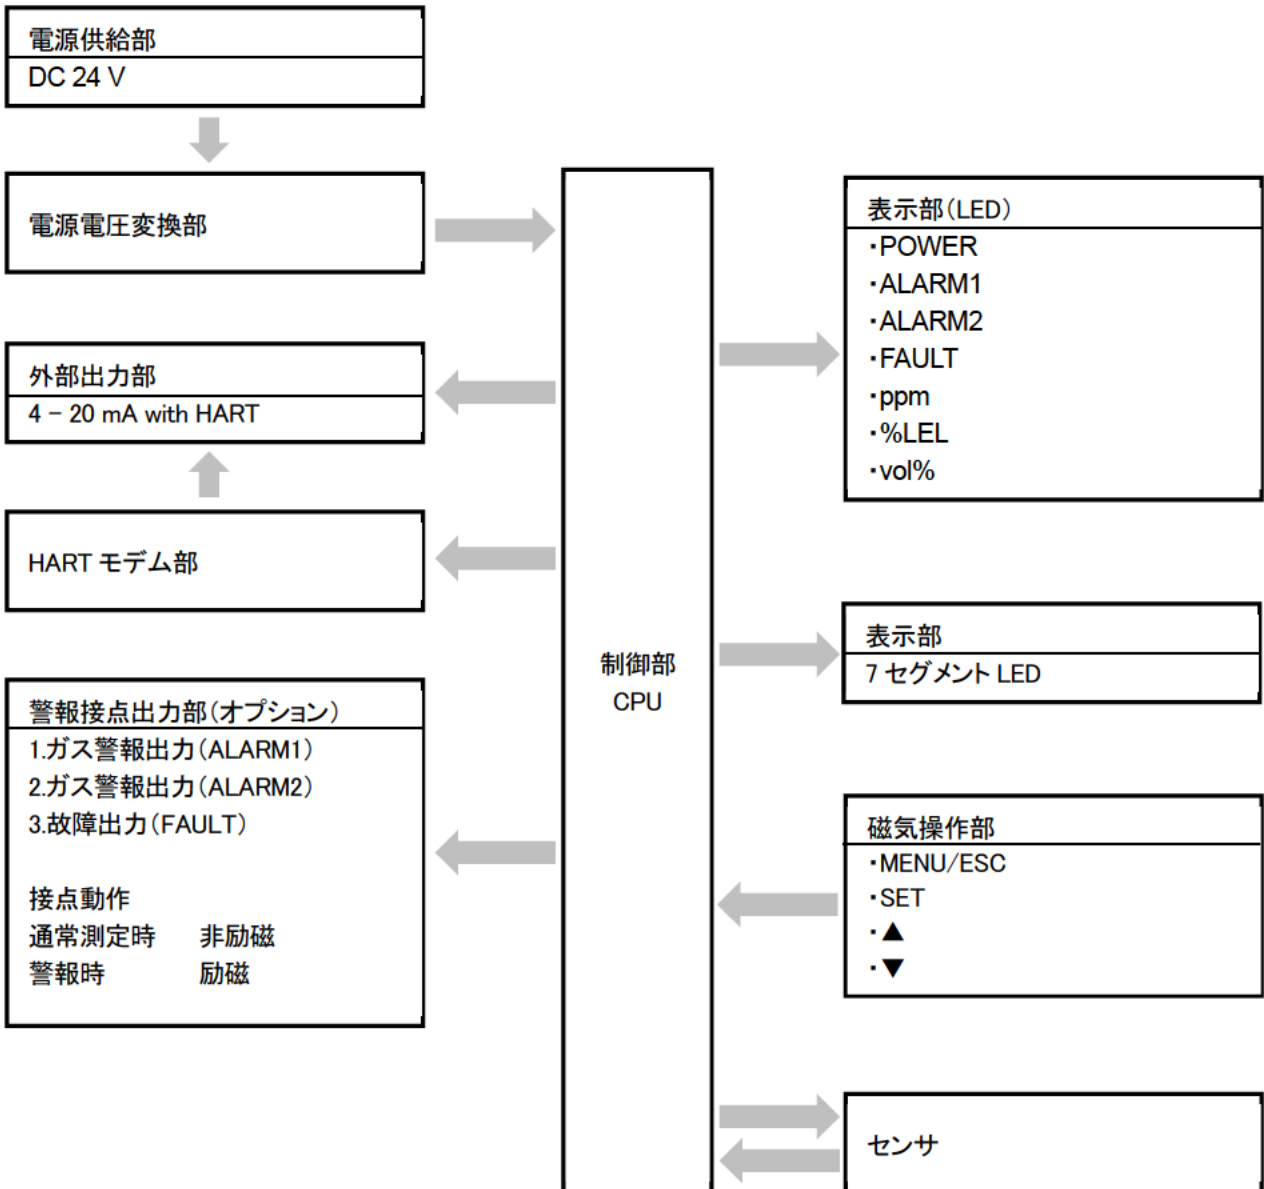 電源供給部
DC 24 V
電源電圧変換部
外部出力部
4 - 20 mA with HART
HART モデム部
警報接点出力部(オプション)
1.ガス警報出力(ALARM1)
2.ガス警報出力(ALARM2)
3.故障出力(FAULT)
接点動作
通常測定時 非励磁
警報時 励磁
制御部
CPU
表示部(LED)
・POWER
・ALARM1
・ALARM2
・FAULT
・ppm
・%LEL
・vol%
表示部
7 セグメント LED
磁気操作部
・MENU/ESC
・SET
・▲
・▼
センサ